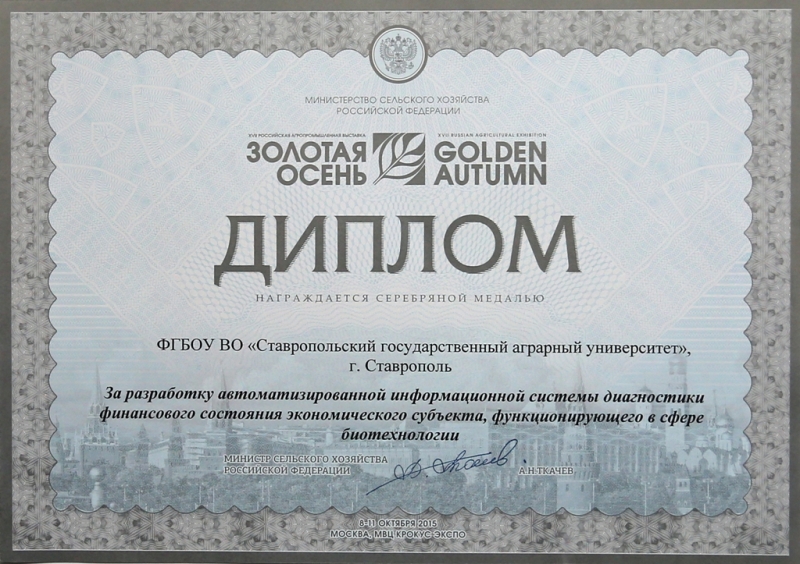 МИНИСТЕРСТВО СЕЛЬСКОГО ХОЗЯЙСТВА
РОССИЙСКОЙ ФЕДЕРАЦИИ
XVII РОССИЙСКАЯ АГРОПРОМЫШЛЕННАЯ ВЫСТАВКА
ЗОЛОТАЯ
ОСЕНЬ
XVII RUSSIAN AGRICULTURAL EXHIBITION
GOLDEN
AUTUMN
ДИПЛОМ
НАГРАЖДАЕТСЯ СЕРЕБРЯНОЙ МЕДАЛЬЮ
ФГБОУ ВО «Ставропольский государственный аграрный университет»,
г. Ставрополь
За разработку автоматизированной информационной системы диагностики
финансового состояния экономического субъекта, функционирующего в сфере
биотехнологии
МИНИСТР СЕЛЬСКОГО ХОЗЯЙСТВА
РОССИЙСКОЙ ФЕДЕРАЦИИ
А.Н.ТКАЧЕВ
8-11 ОКТЯБРЯ 2015
МОСКВА, МВЦ КРОКУС-ЭКСПО